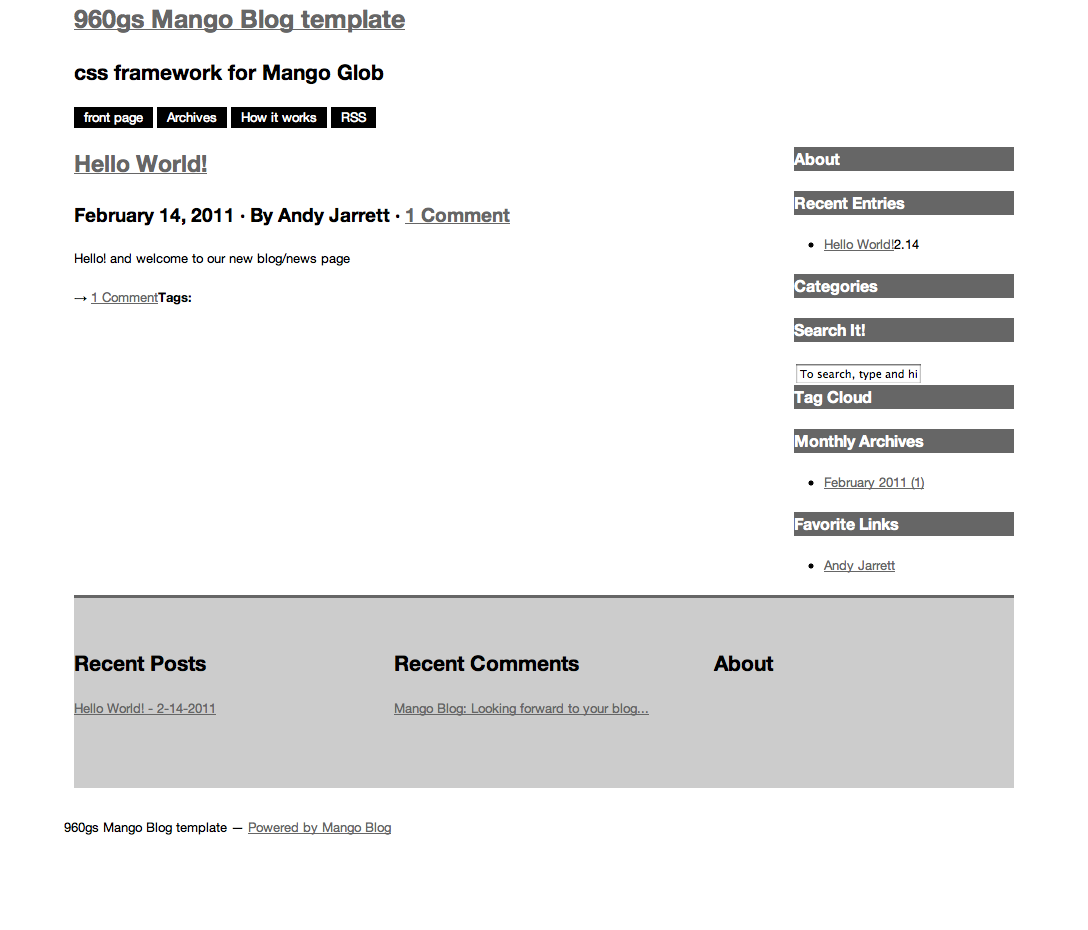 960gs Mango Blog template
css framework for Mango Glob
front page Archives How it works RSS
Hello World!
February 14, 2011 · By Andy Jarrett · 1 Comment
Hello! and welcome to our new blog/news page
→ 1 CommentTags:
About
Recent Entries
• Hello World!2.14
Categories
Search It!
To search, type and hi
Tag Cloud
Monthly Archives
• February 2011 (1)
Favorite Links
• Andy Jarrett
Recent Posts
Hello World! - 2-14-2011
Recent Comments
Mango Blog: Looking forward to your blog...
About
960gs Mango Blog template — Powered by Mango Blog